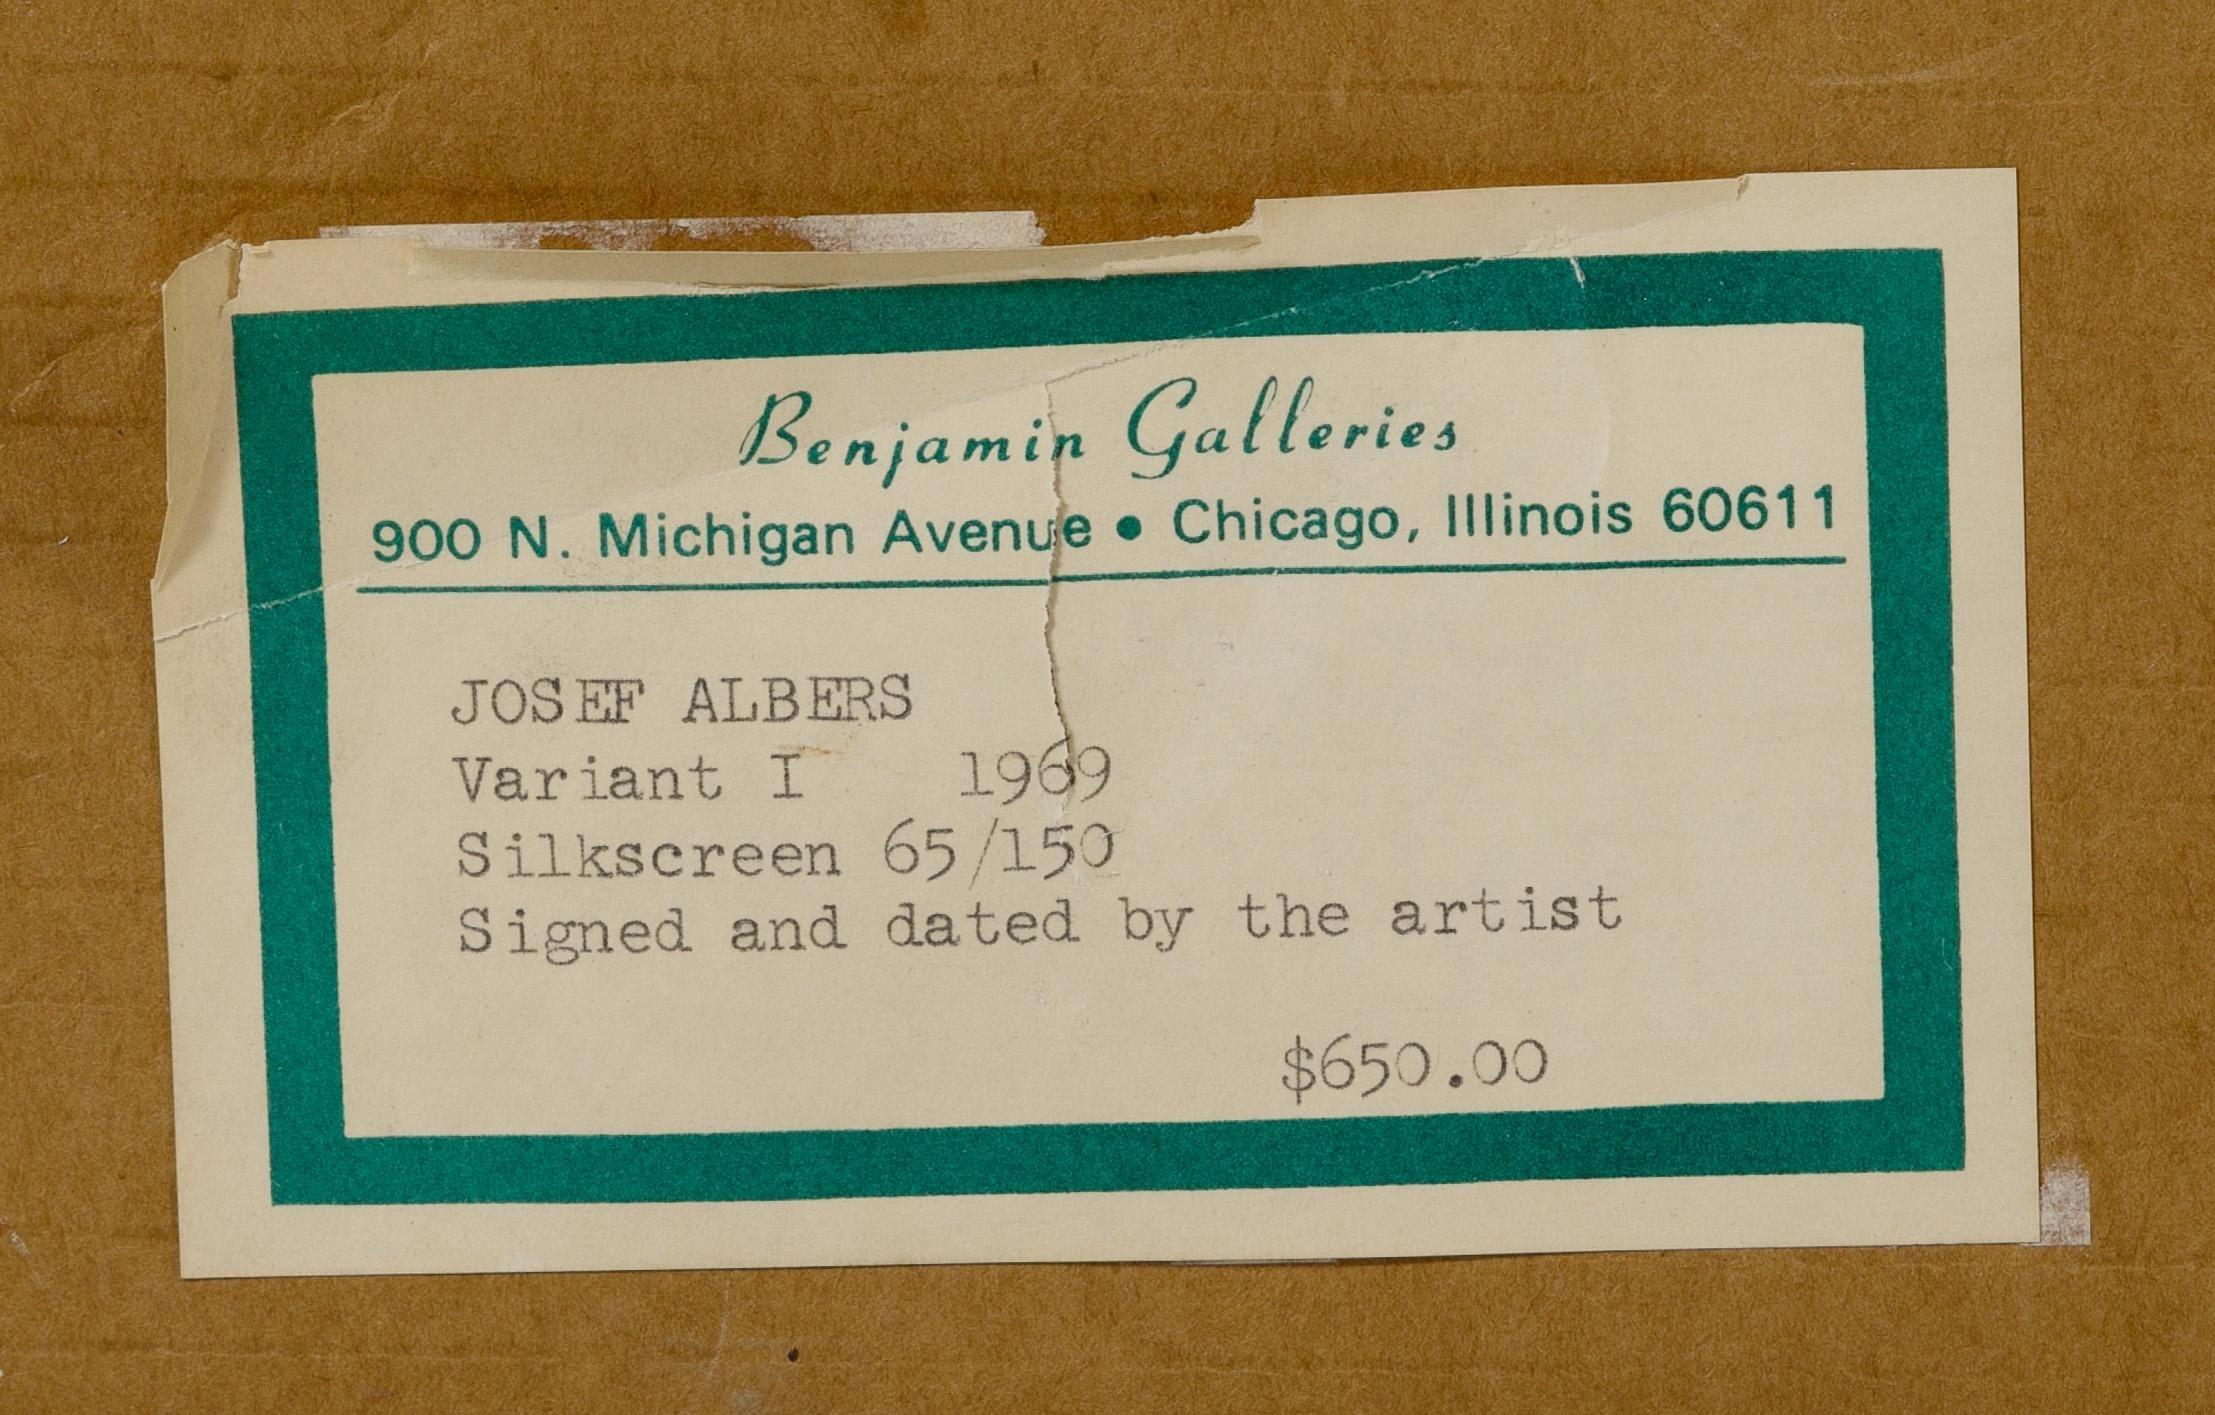 Benjamin Galleries
900 N. Michigan Avenue • Chicago, Illinois 60611
JOSEF ALBERS
Variant I 1969
Silkscreen 65/150
Signed and dated by the artist
$650.00